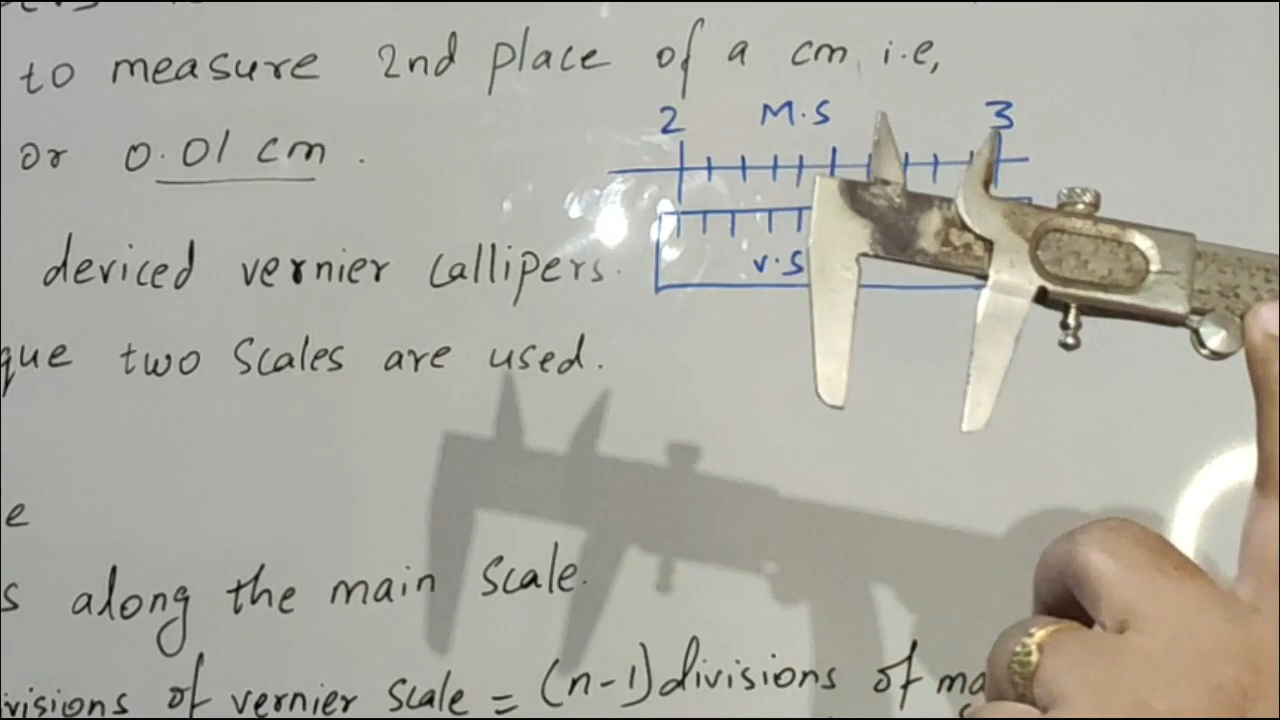 to measure 2nd place of a cm i.e,
2 M.S 3
or 0.01 cm .
deviced vernier callipers.
V.S
que two scales are used.
e
s along the main scale.
visions of vernier scale = (n-1) divisions of ma